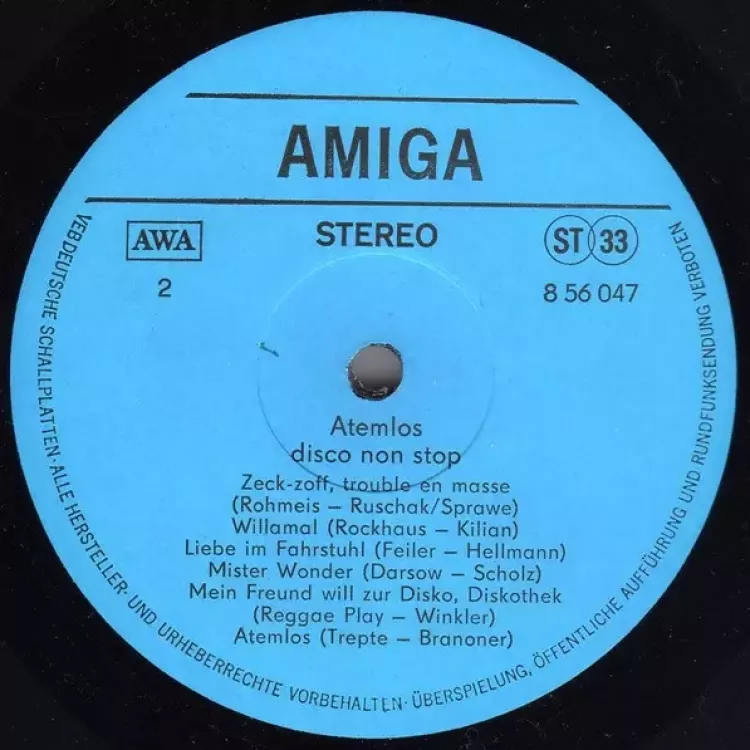 AMIGA
AWA
STEREO
ST 33
2
8 56 047
Atemlos
disco non stop
Zeck-zoff, trouble en masse
(Rohmeis – Ruschak/Sprawe)
Willamal (Rockhaus – Kilian)
Liebe im Fahrstuhl (Feiler – Hellmann)
Mister Wonder (Darsow – Scholz)
Mein Freund will zur Disko, Diskothek
(Reggae Play – Winkler)
Atemlos (Trepte – Branoner)
VEB DEUTSCHE SCHALLPLATTEN · ALLE HERSTELLER- UND URHEBERRECHTE VORBEHALTEN · ÜBERSPIELUNG, ÖFFENTLICHE AUFFÜHRUNG UND RUNDFUNKSENDUNG VERBOTEN